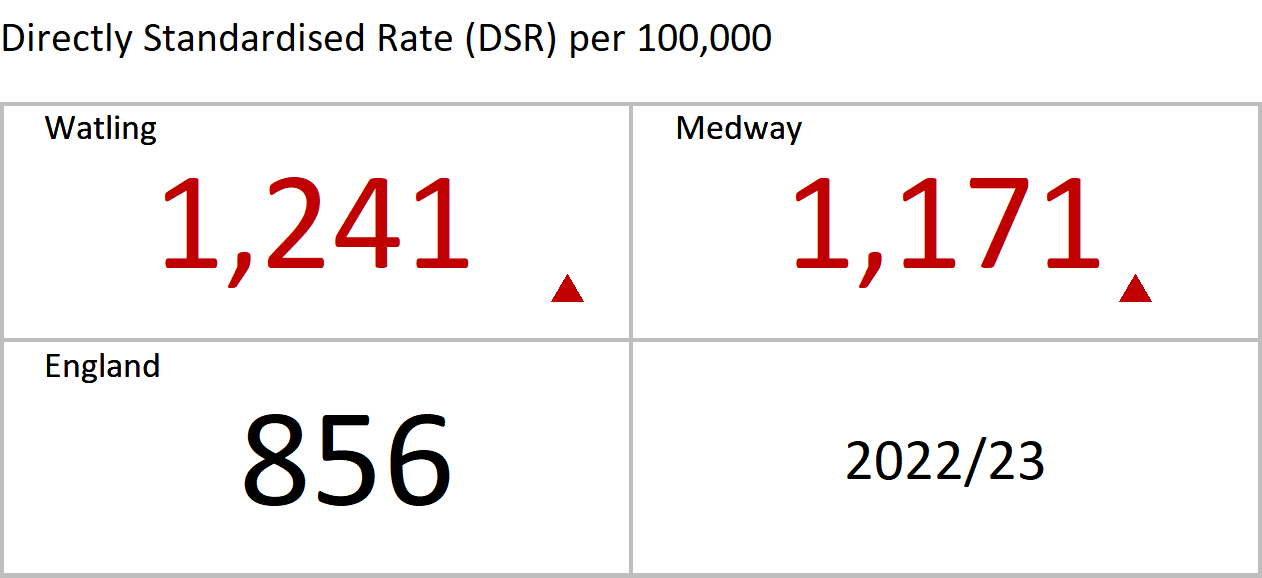 Directly Standardised Rate (DSR) per 100,000
Watling
1,241
Medway
1,171
England
856
2022/23